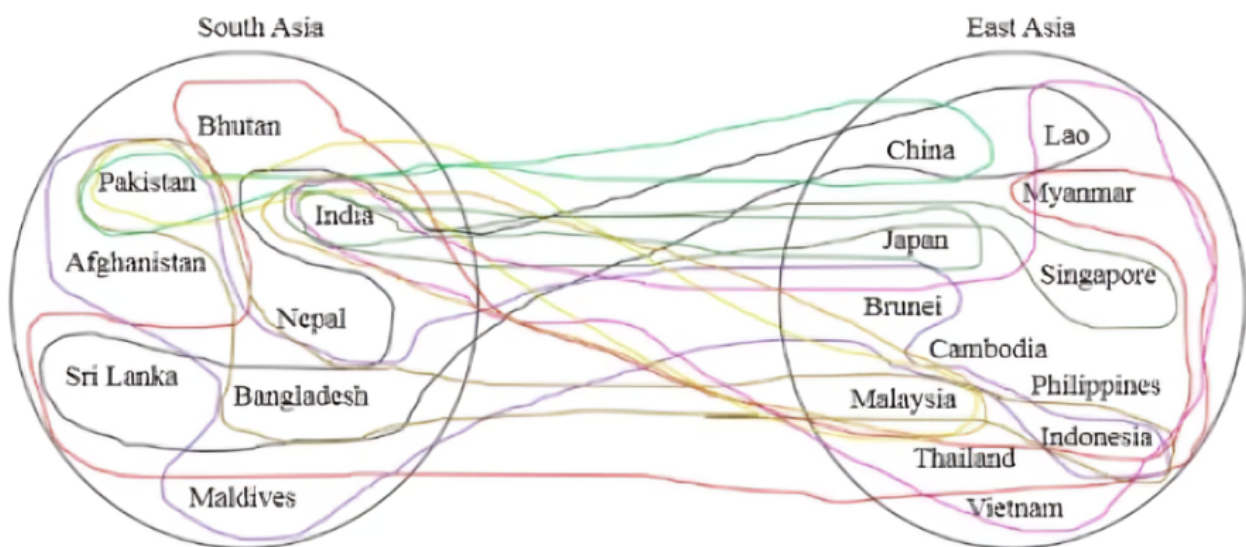 South Asia
East Asia
Bhutan
Pakistan
India
Afghanistan
Nepal
Sri Lanka
Bangladesh
Maldives
China
Lao
Myanmar
Japan
Singapore
Brunei
Cambodia
Philippines
Malaysia
Indonesia
Thailand
Vietnam